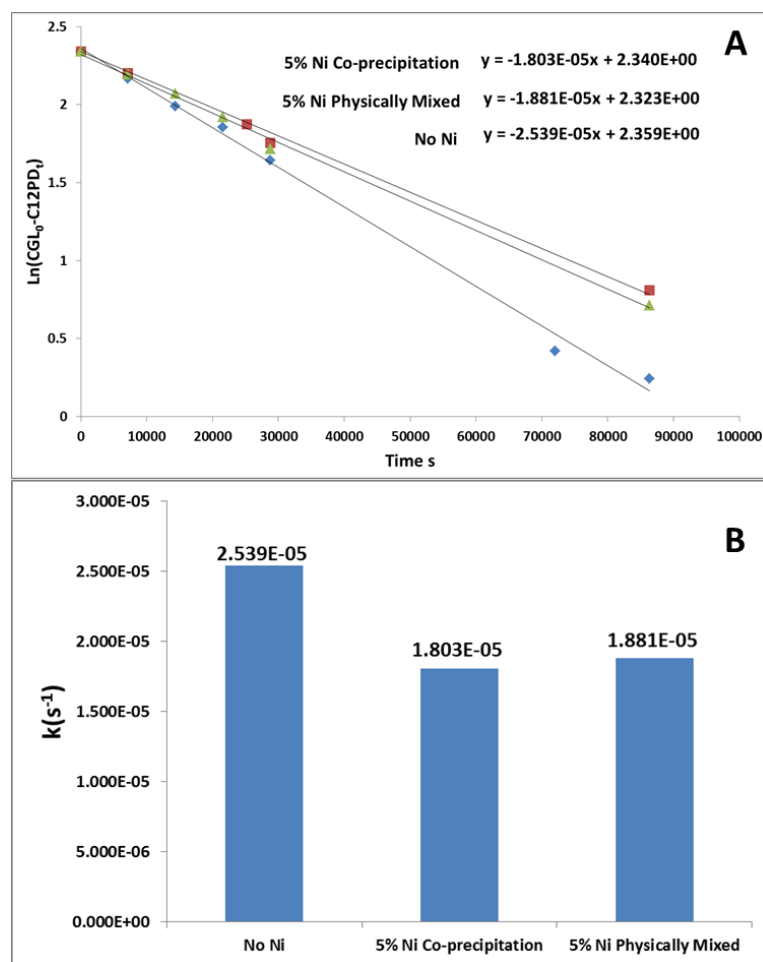 A
5% Ni Co-precipitation y = -1.803E-05x + 2.340E+00
5% Ni Physically Mixed y = -1.881E-05x + 2.323E+00
No Ni y = -2.539E-05x + 2.359E+00
Ln(CGL₀-C12PDₜ)
2.5
2
1.5
1
0.5
0
0 10000 20000 30000 40000 50000 60000 70000 80000 90000 100000
Time s
B
k(s⁻¹)
3.000E-05
2.500E-05
2.000E-05
1.500E-05
1.000E-05
5.000E-06
0.000E+00
2.539E-05
1.803E-05
1.881E-05
No Ni 5% Ni Co-precipitation 5% Ni Physically Mixed